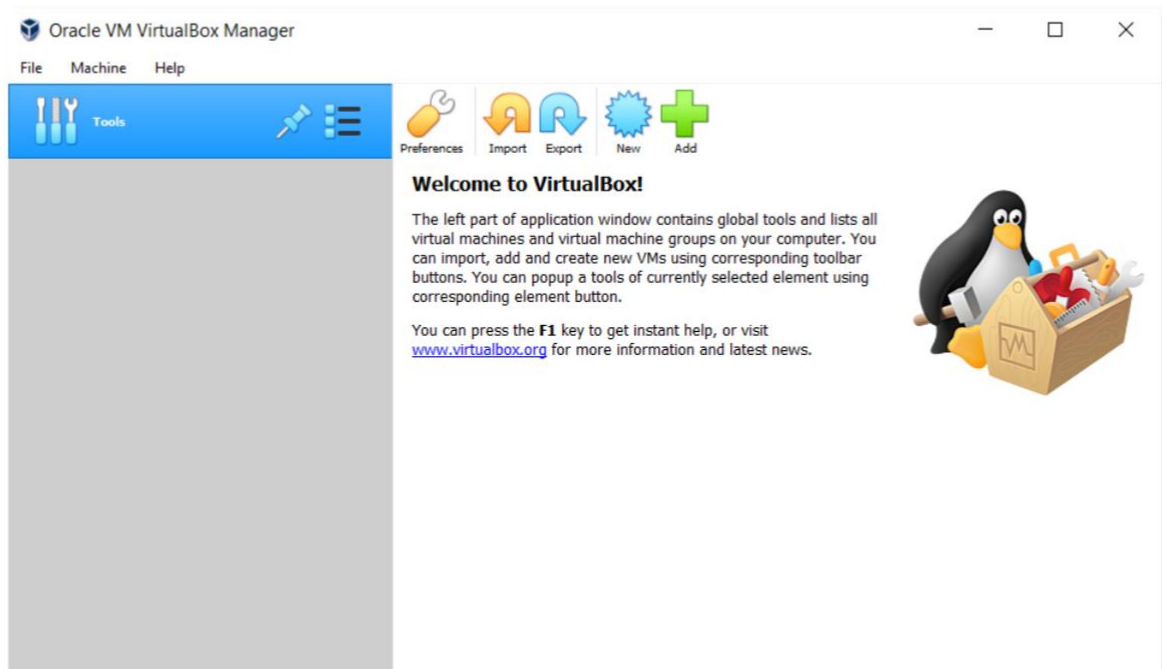 Oracle VM VirtualBox Manager
File Machine Help
Tools
Preferences Import Export New Add
Welcome to VirtualBox!
The left part of application window contains global tools and lists all
virtual machines and virtual machine groups on your computer. You
can import, add and create new VMs using corresponding toolbar
buttons. You can popup a tools of currently selected element using
corresponding element button.
You can press the F1 key to get instant help, or visit
www.virtualbox.org for more information and latest news.